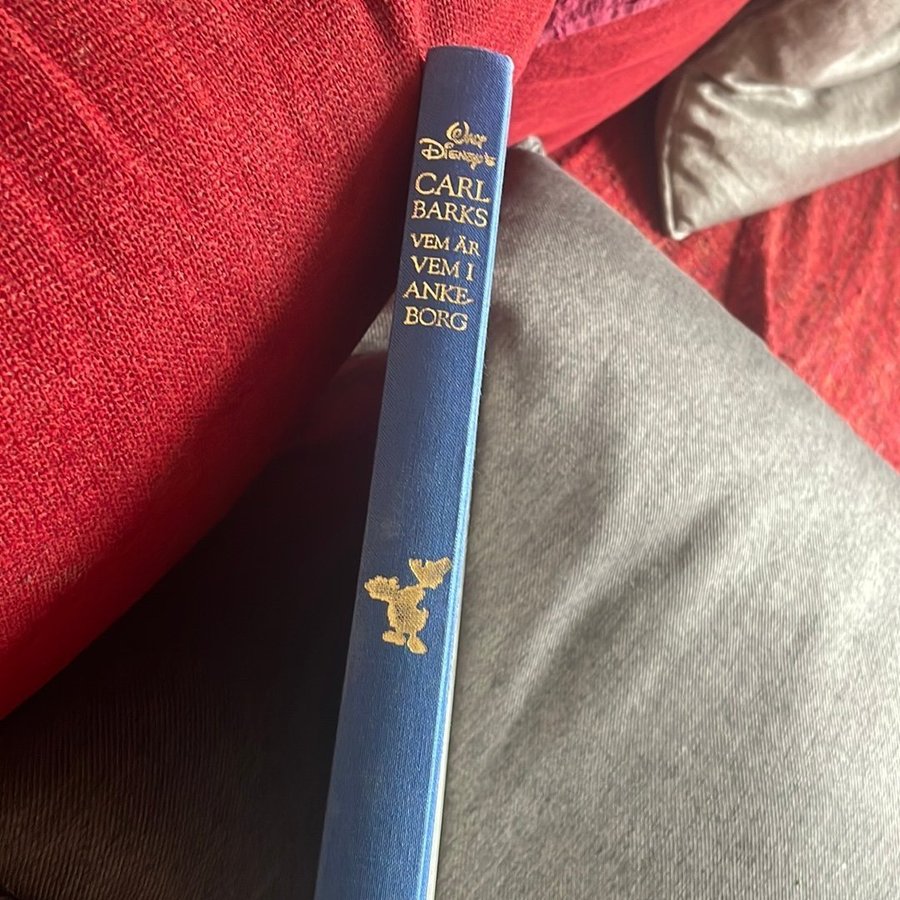 Walt
Disney's
CARL
BARKS
VEM ÄR
VEM I
ANKE-
BORG